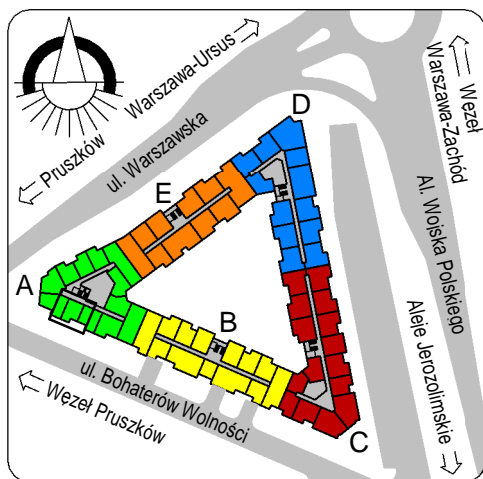 Warszawa-Ursus
Pruszków
ul. Warszawska
Węzeł
Warszawa-Zachód
Al. Wojska Polskiego
Aleje Jerozolimskie
D
E
A
B
C
ul. Bohaterów Wolności
Węzeł Pruszków